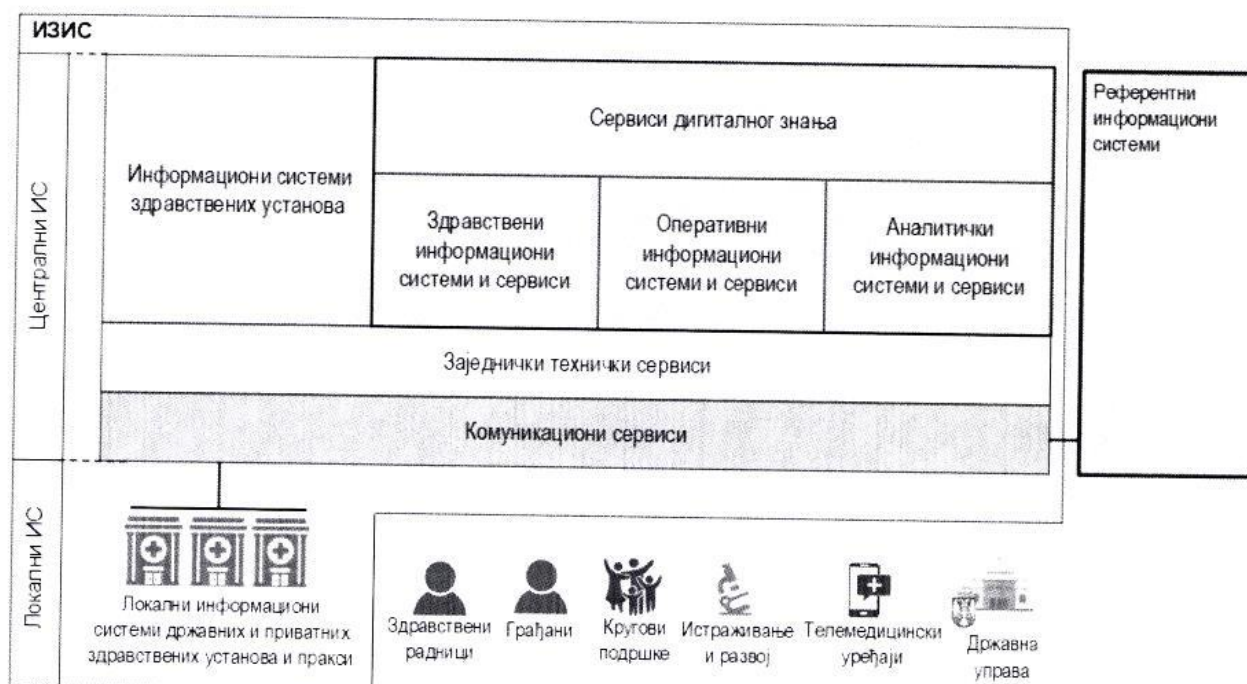 ИЗИС
Централни ИС
Информациони системи
здравствених установа
Сервиси дигиталног знања
Здравствени
информациони
системи и сервиси
Оперативни
информациони
системи и сервиси
Аналитички
информациони
системи и сервиси
Заједнички технички сервиси
Комуникациони сервиси
Референтни
информациони
системи
Локални ИС
Локални информациони
системи државних и приватних
здравствених установа и пракси
Здравствени
радници
Грађани
Кругови
подршке
Истраживање
и развој
Телемедицински
уређаји
Државна
управа